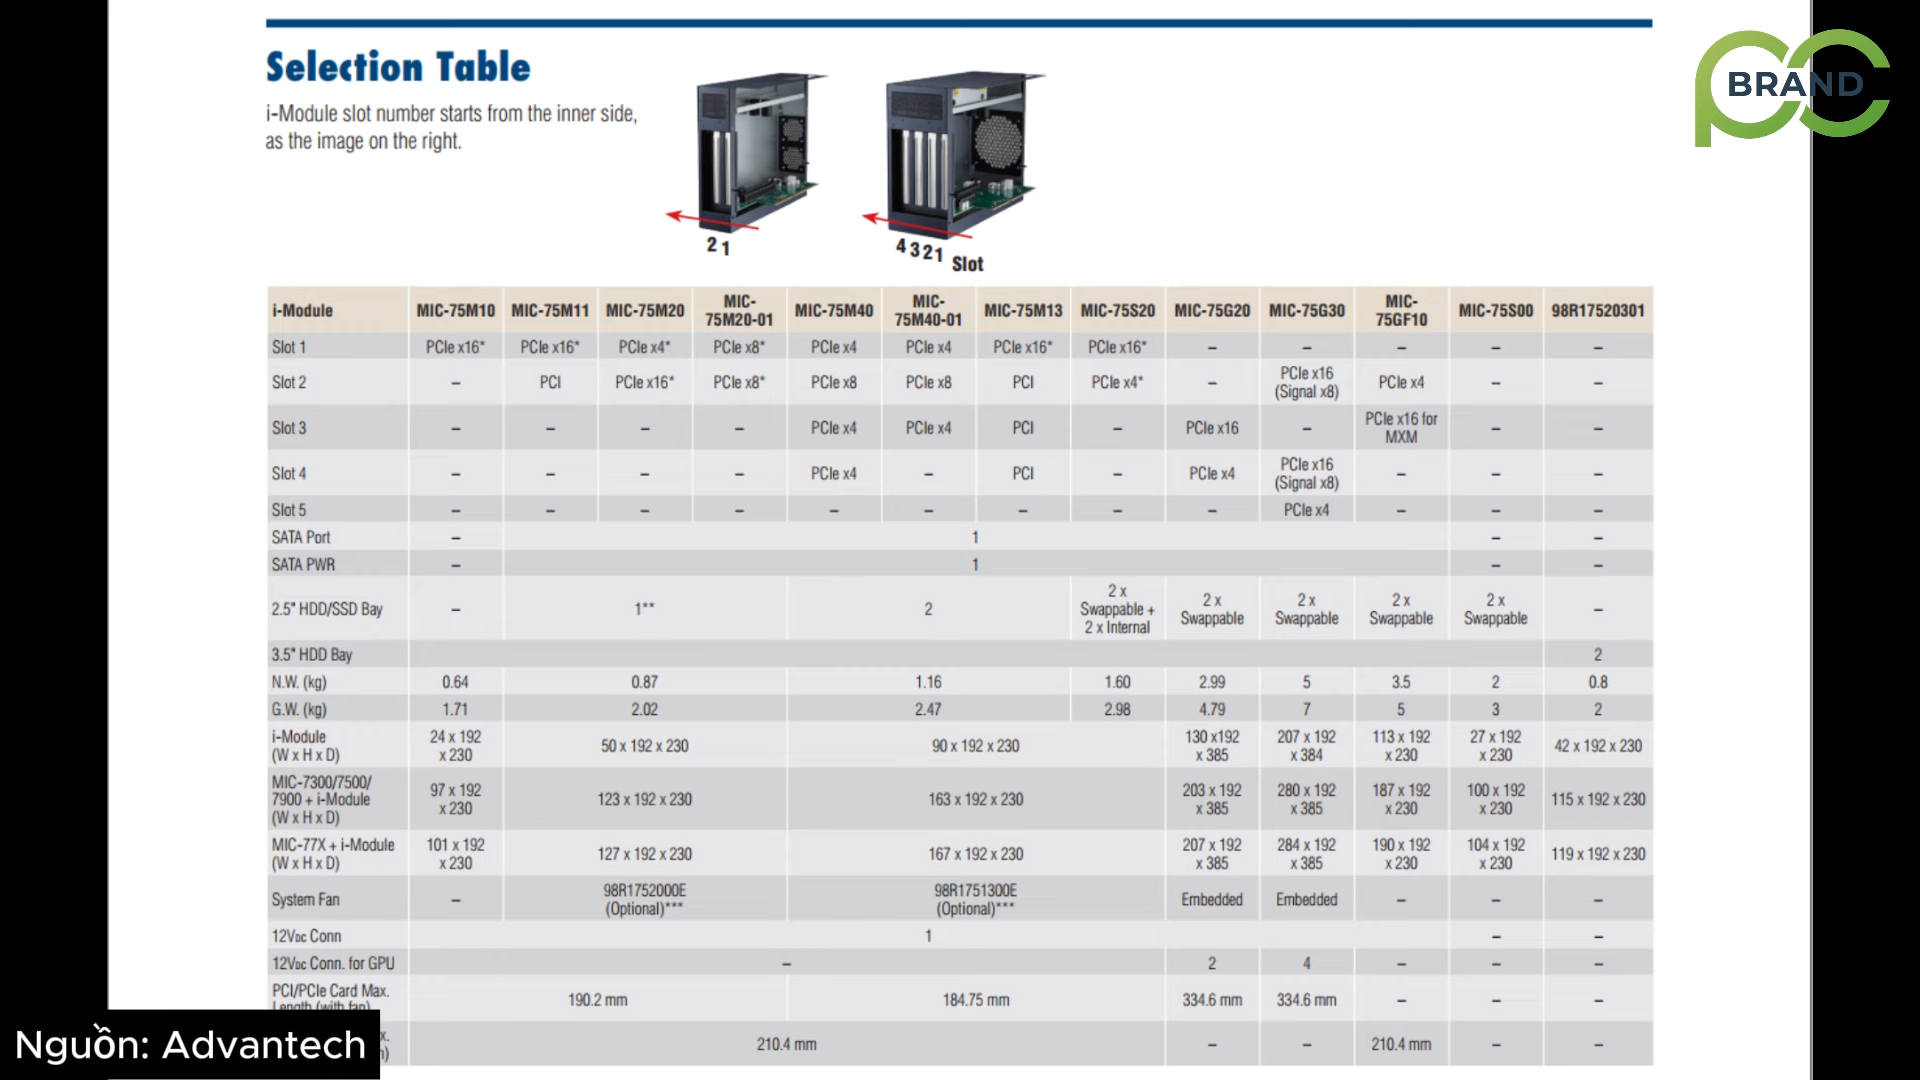 Selection Table
i-Module slot number starts from the inner side,
as the image on the right.
2 1
4 3 2 1 Slot
BRAND
i-Module MIC-75M10 MIC-75M11 MIC-75M20 MIC-75M20-01 MIC-75M40 MIC-75M40-01 MIC-75M13 MIC-75S20 MIC-75G20 MIC-75G30 MIC-75GF10 MIC-75S00 98R17520301
Slot 1 PCIe x16* PCIe x16* PCIe x4* PCIe x8* PCIe x4 PCIe x4 PCIe x16* PCIe x16* – – – – –
Slot 2 – PCI PCIe x16* PCIe x8* PCIe x8 PCIe x8 PCI PCIe x4* – PCIe x16 (Signal x8) PCIe x4 – –
Slot 3 – – – – PCIe x4 PCIe x4 PCI – PCIe x16 – PCIe x16 for MXM – –
Slot 4 – – – – PCIe x4 – PCI – PCIe x4 PCIe x16 (Signal x8) – – –
Slot 5 – – – – – – – – – PCIe x4 – – –
SATA Port – 1 – –
SATA PWR – 1 – –
2.5" HDD/SSD Bay – 1** 2 2 x Swappable + 2 x Internal 2 x Swappable 2 x Swappable 2 x Swappable 2 x Swappable –
3.5" HDD Bay 2
N.W. (kg) 0.64 0.87 1.16 1.60 2.99 5 3.5 2 0.8
G.W. (kg) 1.71 2.02 2.47 2.98 4.79 7 5 3 2
i-Module (W x H x D) 24 x 192 x 230 50 x 192 x 230 90 x 192 x 230 130 x192 x 385 207 x 192 x 384 113 x 192 x 230 27 x 192 x 230 42 x 192 x 230
MIC-7300/7500/7900 + i-Module (W x H x D) 97 x 192 x 230 123 x 192 x 230 163 x 192 x 230 203 x 192 x 385 280 x 192 x 385 187 x 192 x 230 100 x 192 x 230 115 x 192 x 230
MIC-77X + i-Module (W x H x D) 101 x 192 x 230 127 x 192 x 230 167 x 192 x 230 207 x 192 x 385 284 x 192 x 385 190 x 192 x 230 104 x 192 x 230 119 x 192 x 230
System Fan – 98R1752000E (Optional)*** 98R1751300E (Optional)*** Embedded Embedded – – –
12VDC Conn 1 – –
12VDC Conn. for GPU – 2 4 – – –
PCI/PCIe Card Max. Length (with fan) 190.2 mm 184.75 mm 334.6 mm 334.6 mm – – –
210.4 mm – – 210.4 mm – –
Nguồn: Advantech